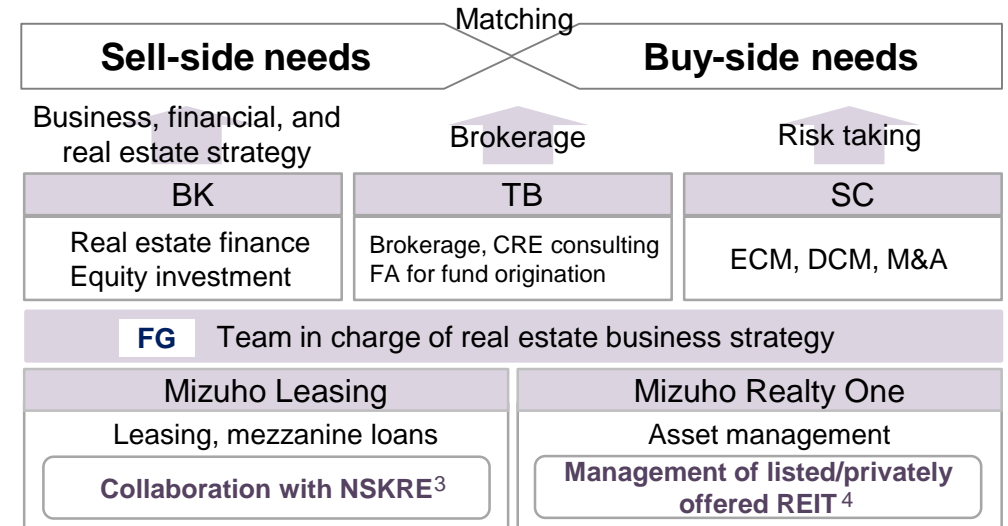 Matching
Sell-side needs
Buy-side needs
Business, financial, and
real estate strategy
Brokerage
Risk taking
BK
TB
SC
Real estate finance
Equity investment
Brokerage, CRE consulting
FA for fund origination
ECM, DCM, M&A
FG Team in charge of real estate business strategy
Mizuho Leasing
Mizuho Realty One
Leasing, mezzanine loans
Asset management
Collaboration with NSKRE3
Management of listed/privately
offered REIT 4